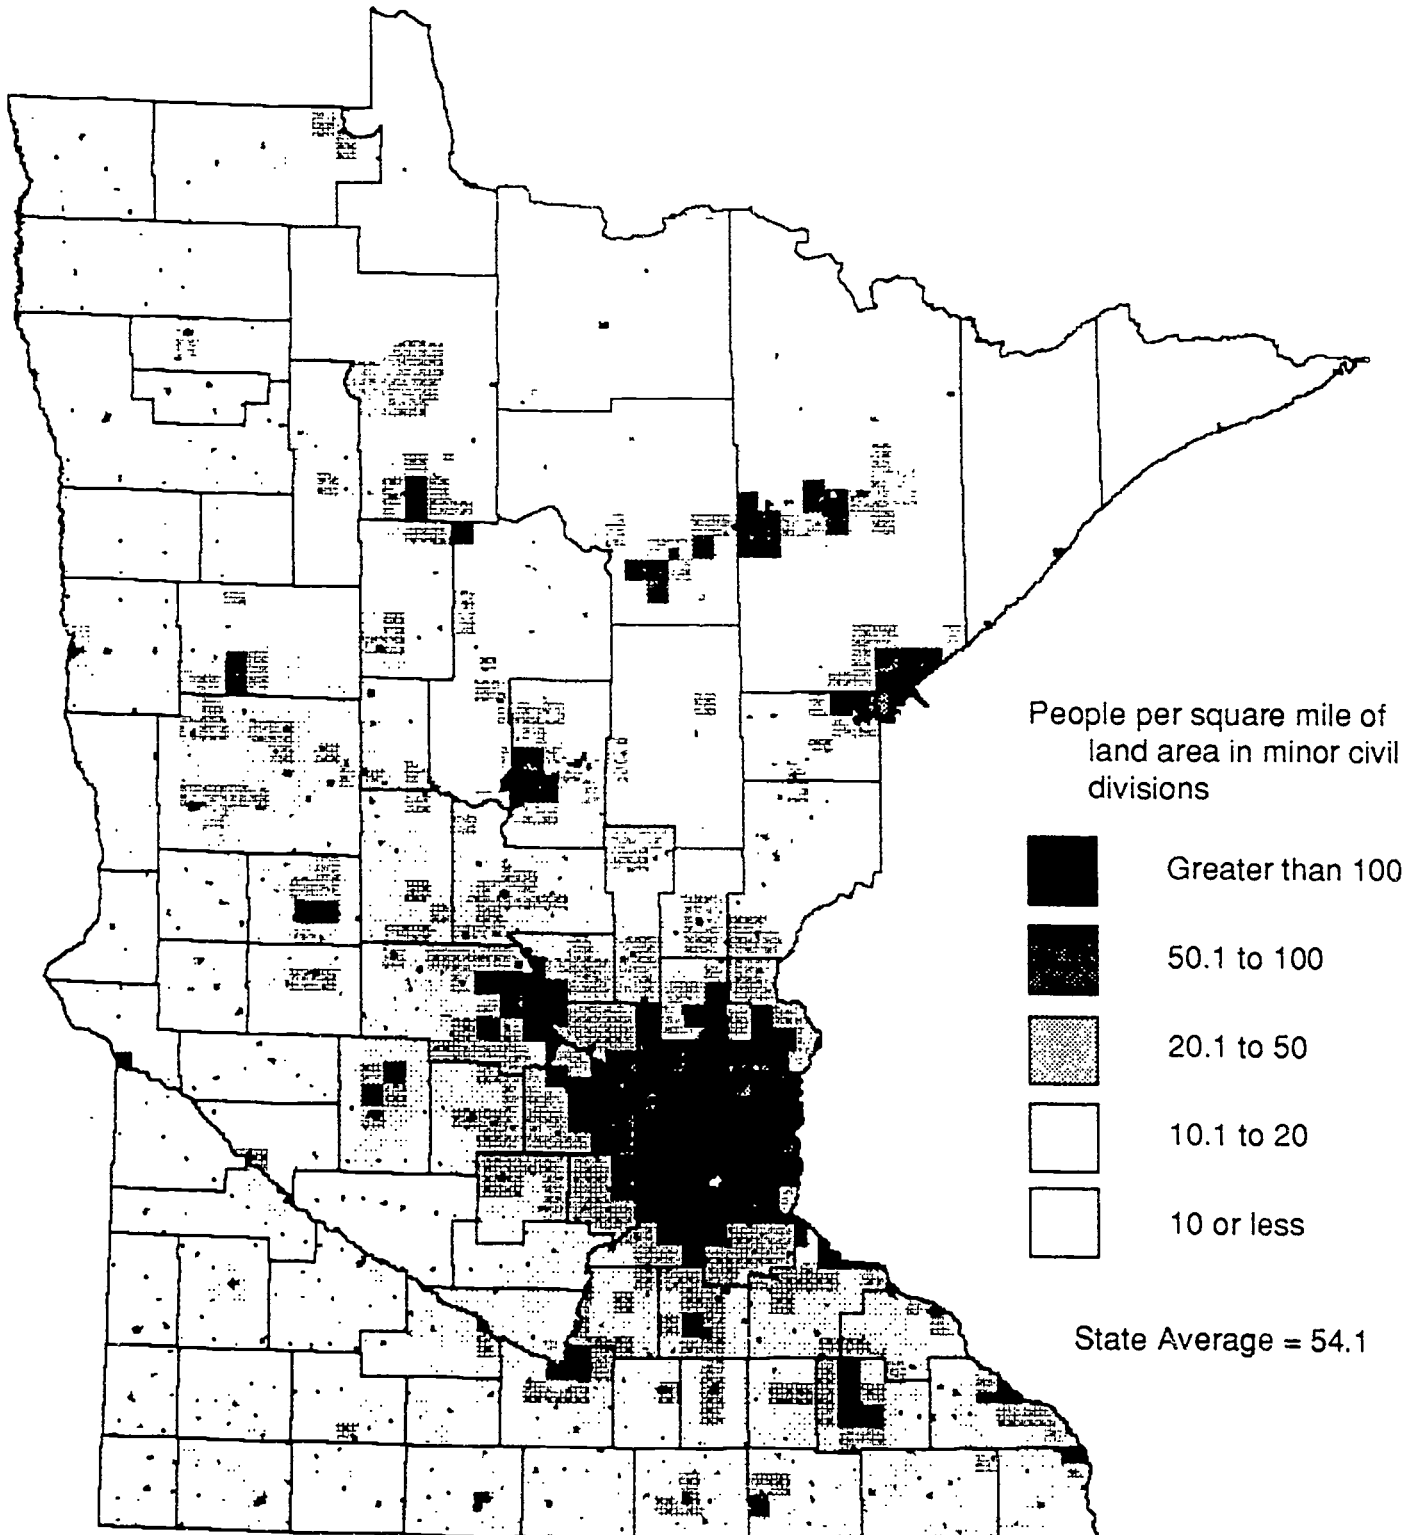 People per square mile of
land area in minor civil
divisions
Greater than 100
50.1 to 100
20.1 to 50
10.1 to 20
10 or less
State Average = 54.1